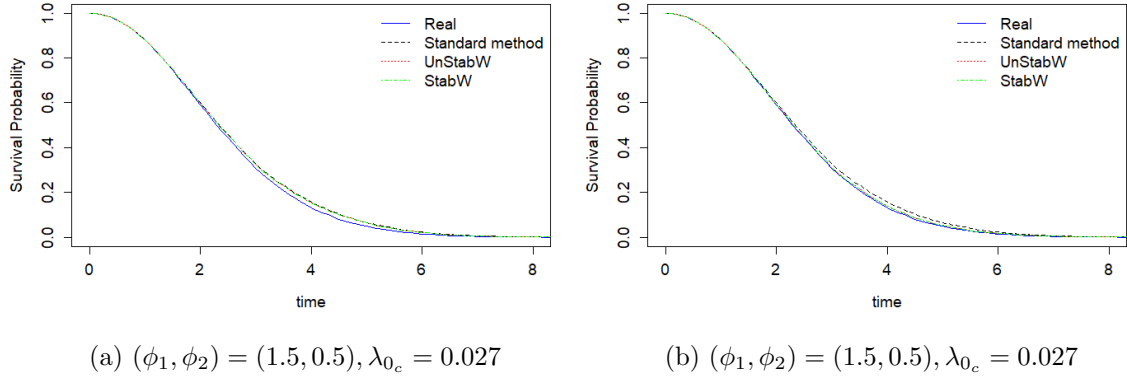 1.0
0.8
0.6
0.4
0.2
0.0
Survival Probability
Real
Standard method
UnStabW
StabW
0 2 4 6 8
time
(a) (ϕ₁, ϕ₂) = (1.5, 0.5), λ₀_c = 0.027
1.0
0.8
0.6
0.4
0.2
0.0
Survival Probability
Real
Standard method
UnStabW
StabW
0 2 4 6 8
time
(b) (ϕ₁, ϕ₂) = (1.5, 0.5), λ₀_c = 0.027